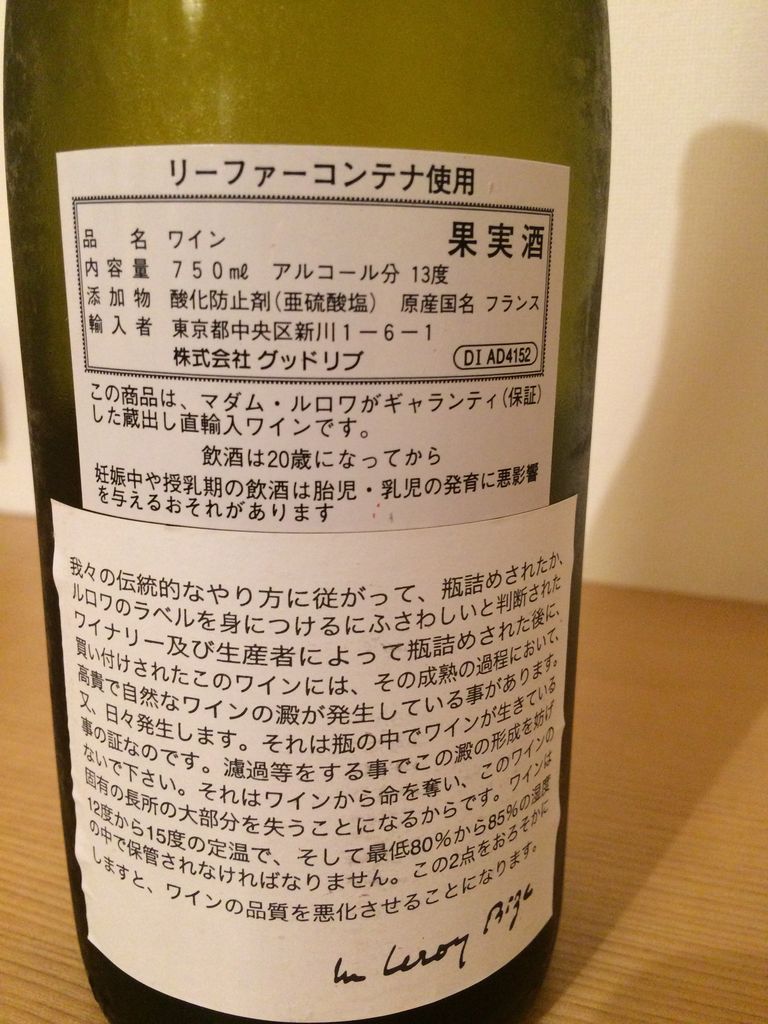 リーファーコンテナ使用
果実酒
品名 ワイン
内容量 750mℓ アルコール分 13度
添加物 酸化防止剤(亜硫酸塩) 原産国名 フランス
輸入者 東京都中央区新川1－6－1
株式会社 グッドリブ DI AD4152
この商品は、マダム・ルロワがギャランティ(保証)
した蔵出し直輸入ワインです。
飲酒は20歳になってから
妊娠中や授乳期の飲酒は胎児・乳児の発育に悪影響
を与えるおそれがあります
我々の伝統的なやり方に従がって、瓶詰めされたか、
ルロワのラベルを身につけるにふさわしいと判断された
ワイナリー及び生産者によって瓶詰めされた後に、
買い付けされたこのワインには、その成熟の過程において、
高貴で自然なワインの澱が発生している事があります。
又、日々発生します。それは瓶の中でワインが生きている
事の証なのです。濾過等をする事でこの澱の形成を妨げ
ないで下さい。それはワインから命を奪い、このワインの
固有の長所の大部分を失うことになるからです。ワインは
12度から15度の定温で、そして最低80%から85%の湿度
の中で保管されなければなりません。この2点をおろそかに
しますと、ワインの品質を悪化させることになります。
Leroy Bize